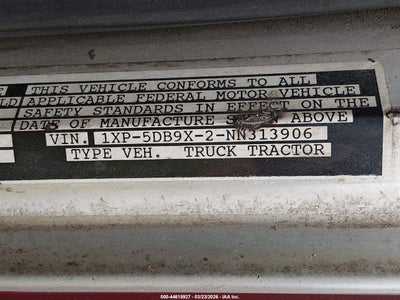 E THIS VEHICLE CONFORMS TO ALL
LD APPLICABLE FEDERAL MOTOR VEHICLE
SAFETY STANDARDS IN EFFECT ON THE
DATE OF MANUFACTURE S ABOVE
VIN. 1XP-5DB9X-2-NN313906
TYPE VEH. TRUCK TRACTOR
000-44618927 - 03/23/2026 - IAA Inc.